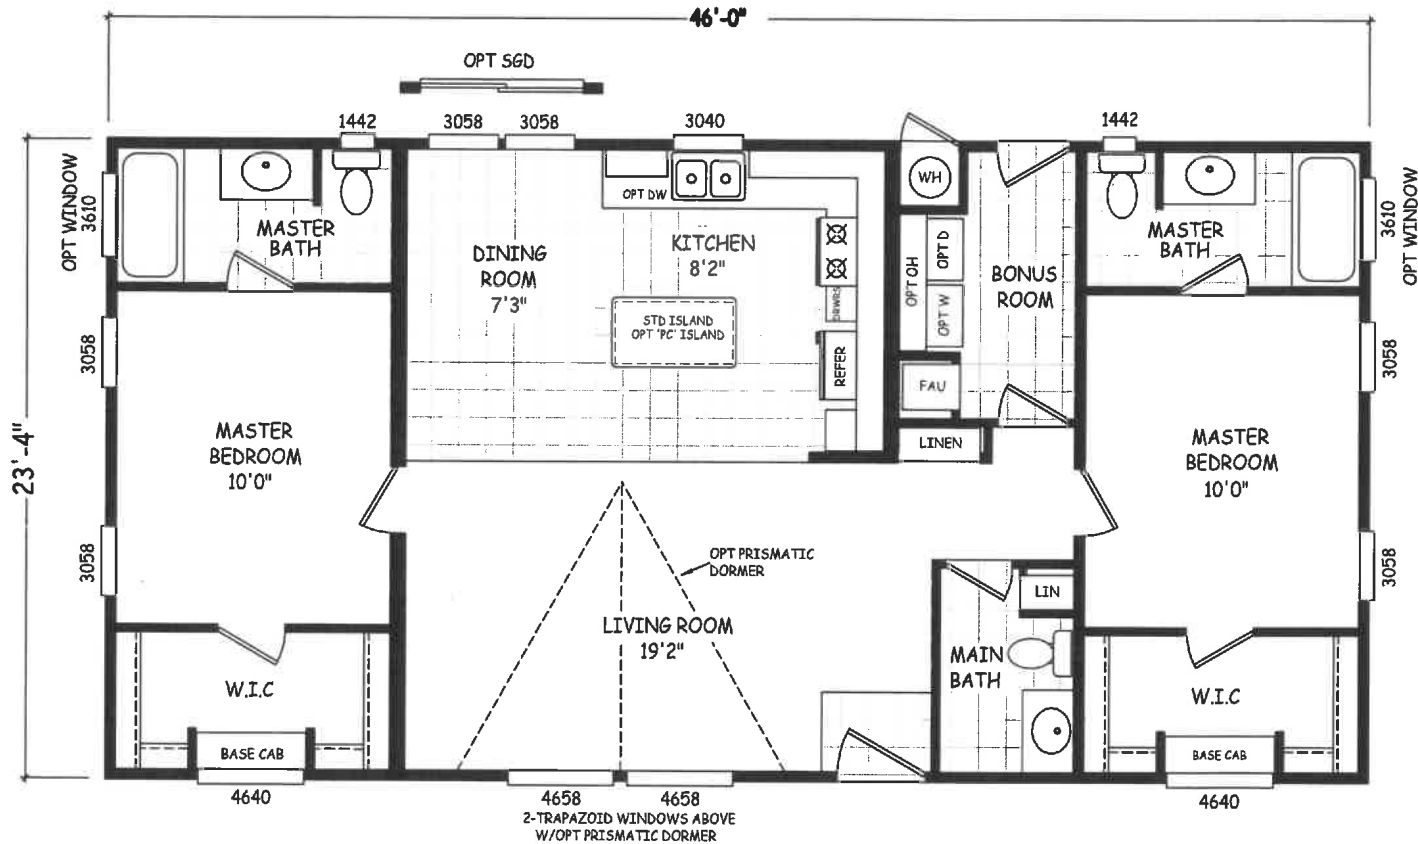 46'-0"
OPT SGD
1442
3058
3058
3040
1442
OPT WINDOW
3610
MASTER
BATH
OPT DW
DINING
ROOM
7'3"
KITCHEN
8'2"
STD ISLAND
OPT 'PC' ISLAND
DRWRS
REFER
WH
OPT OH
OPT D
OPT W
FAU
LINEN
BONUS
ROOM
MASTER
BATH
3610
OPT WINDOW
3058
3058
23'-4"
MASTER
BEDROOM
10'0"
MASTER
BEDROOM
10'0"
3058
3058
OPT PRISMATIC
DORMER
LIVING ROOM
19'2"
LIN
MAIN
BATH
W.I.C
BASE CAB
W.I.C
BASE CAB
4640
4658
4658
4640
2-TRAPAZOID WINDOWS ABOVE
W/OPT PRISMATIC DORMER